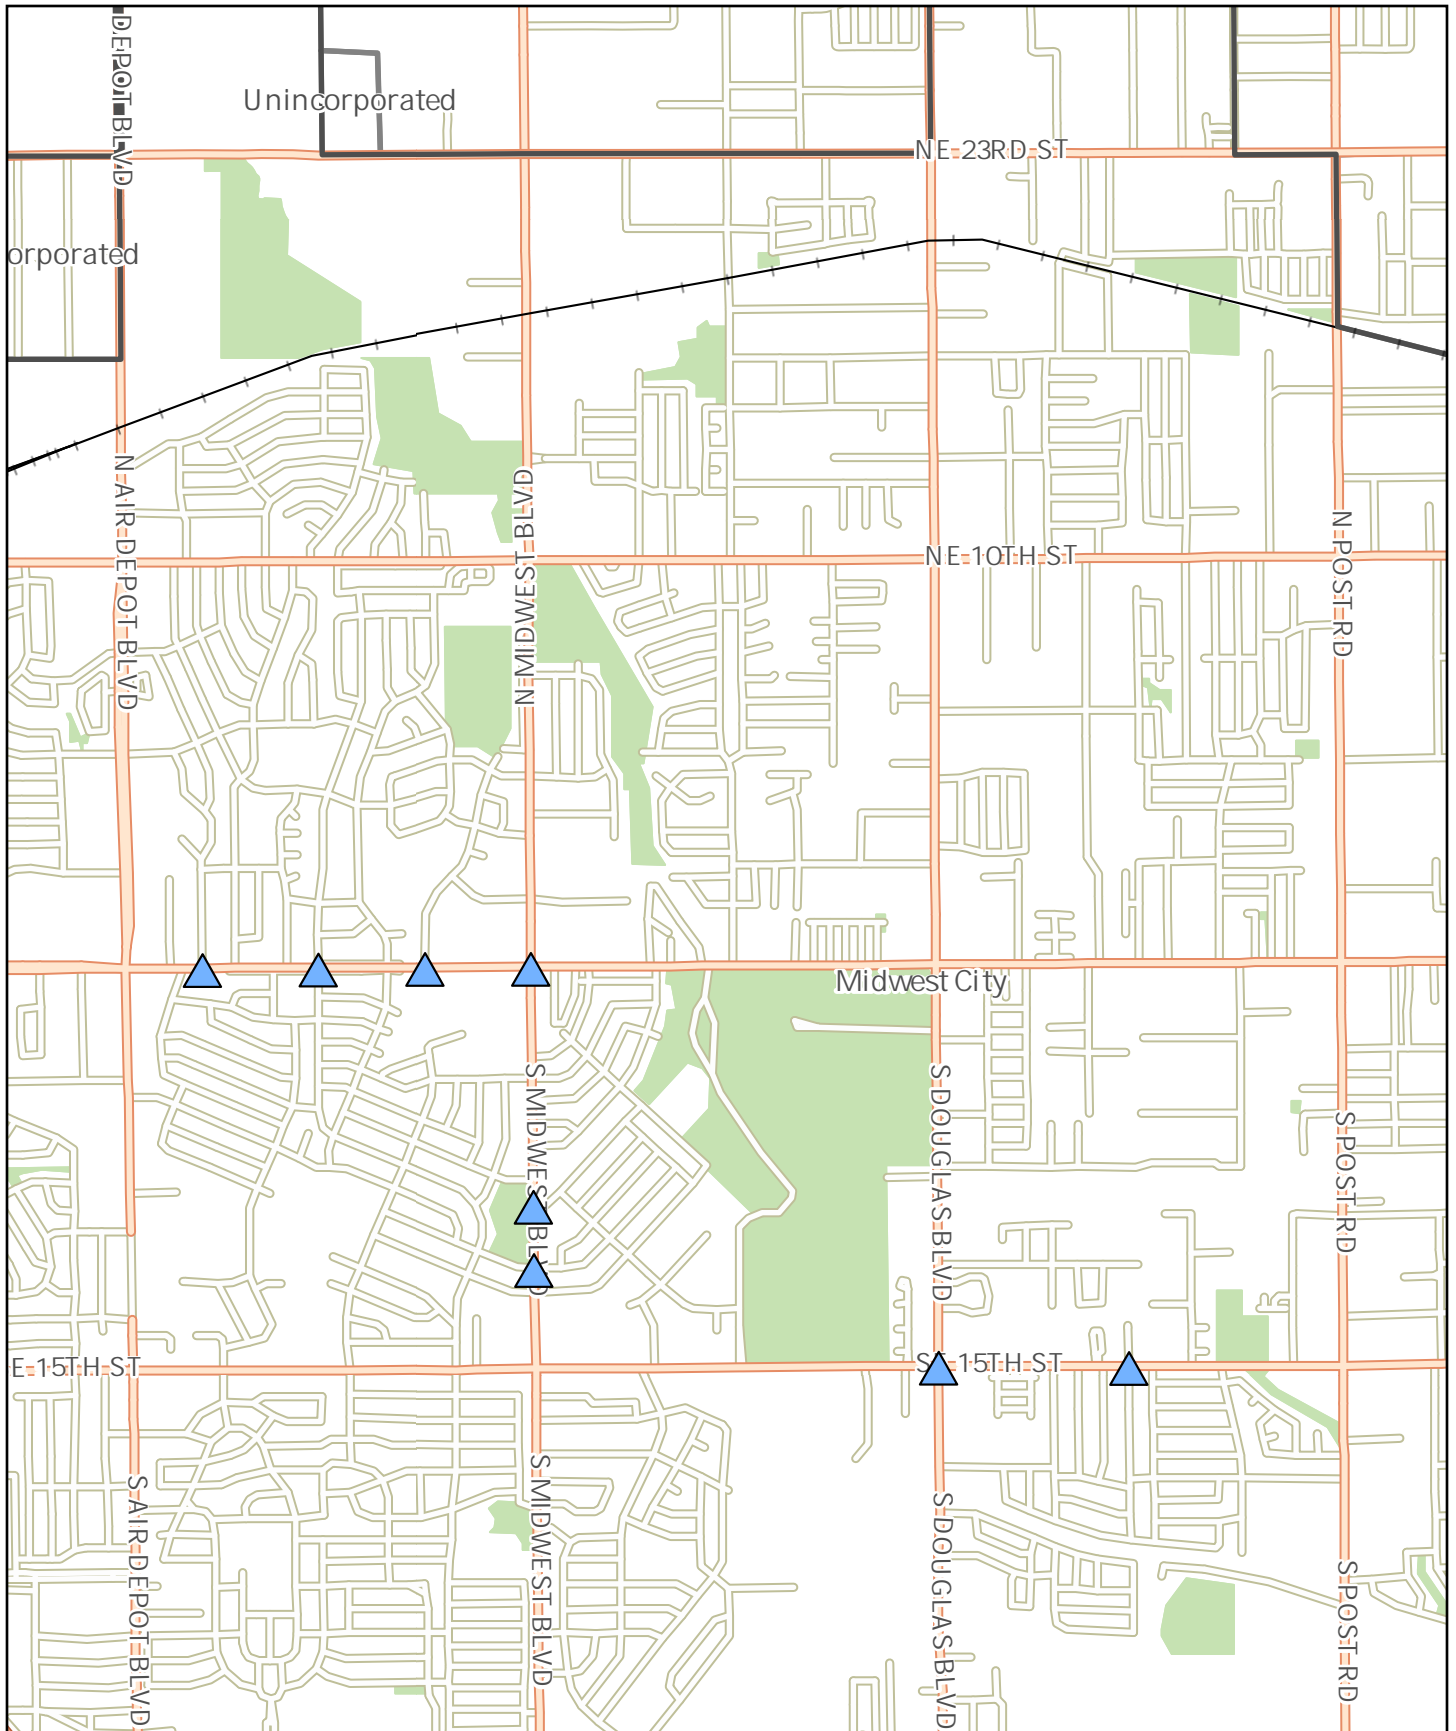 DEPOT BLVD
Unincorporated
NE 23RD ST
orporated
N AIR DEPOT BLVD
N MIDWEST BLVD
NE 10TH ST
N POST RD
Midwest City
S MIDWEST BLVD
S DOUGLAS BLVD
S POST RD
E 15TH ST
SE 15TH ST
S AIR DEPOT BLVD
S MIDWEST BLVD
S DOUGLAS BLVD
S POST RD